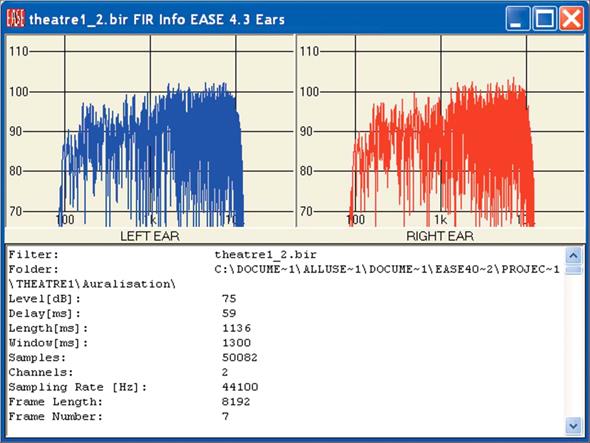 EASE theatre1_2.bir FIR Info EASE 4.3 Ears
110 110
100 100
90 90
80 80
70 70
100 1k 100 1k
LEFT EAR RIGHT EAR
Filter: theatre1_2.bir
Folder: C:\DOCUME~1\ALLUSE~1\DOCUME~1\EASE40~2\PROJEC~1
\THEATRE1\Auralisation\
Level[dB]: 75
Delay[ms]: 59
Length[ms]: 1136
Window[ms]: 1300
Samples: 50082
Channels: 2
Sampling Rate [Hz]: 44100
Frame Length: 8192
Frame Number: 7